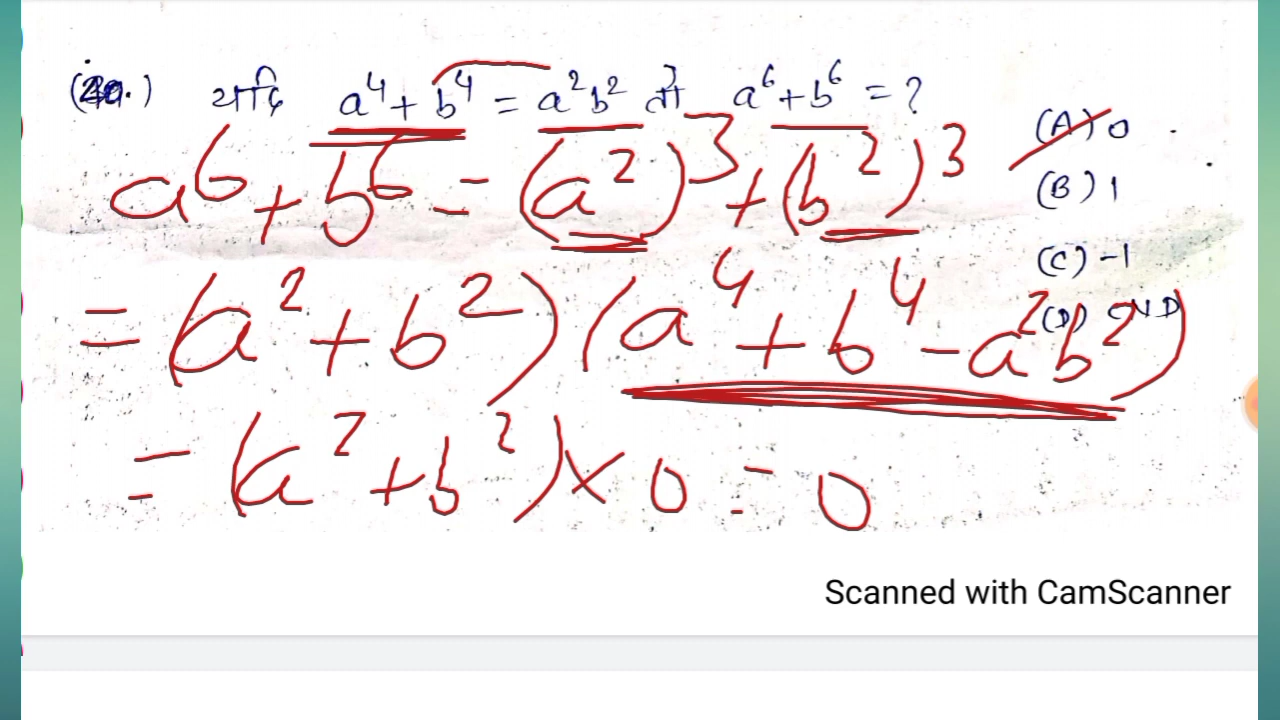 (20.) यदि a⁴ + b⁴ = a²b² तो a⁶ + b⁶ = ?
(A) 0
(B) 1
(C) -1
(D) CND
a⁶ + b⁶ = (a²)³ + (b²)³
= (a² + b²)(a⁴ + b⁴ - a²b²)
= (a² + b²) × 0 = 0
Scanned with CamScanner